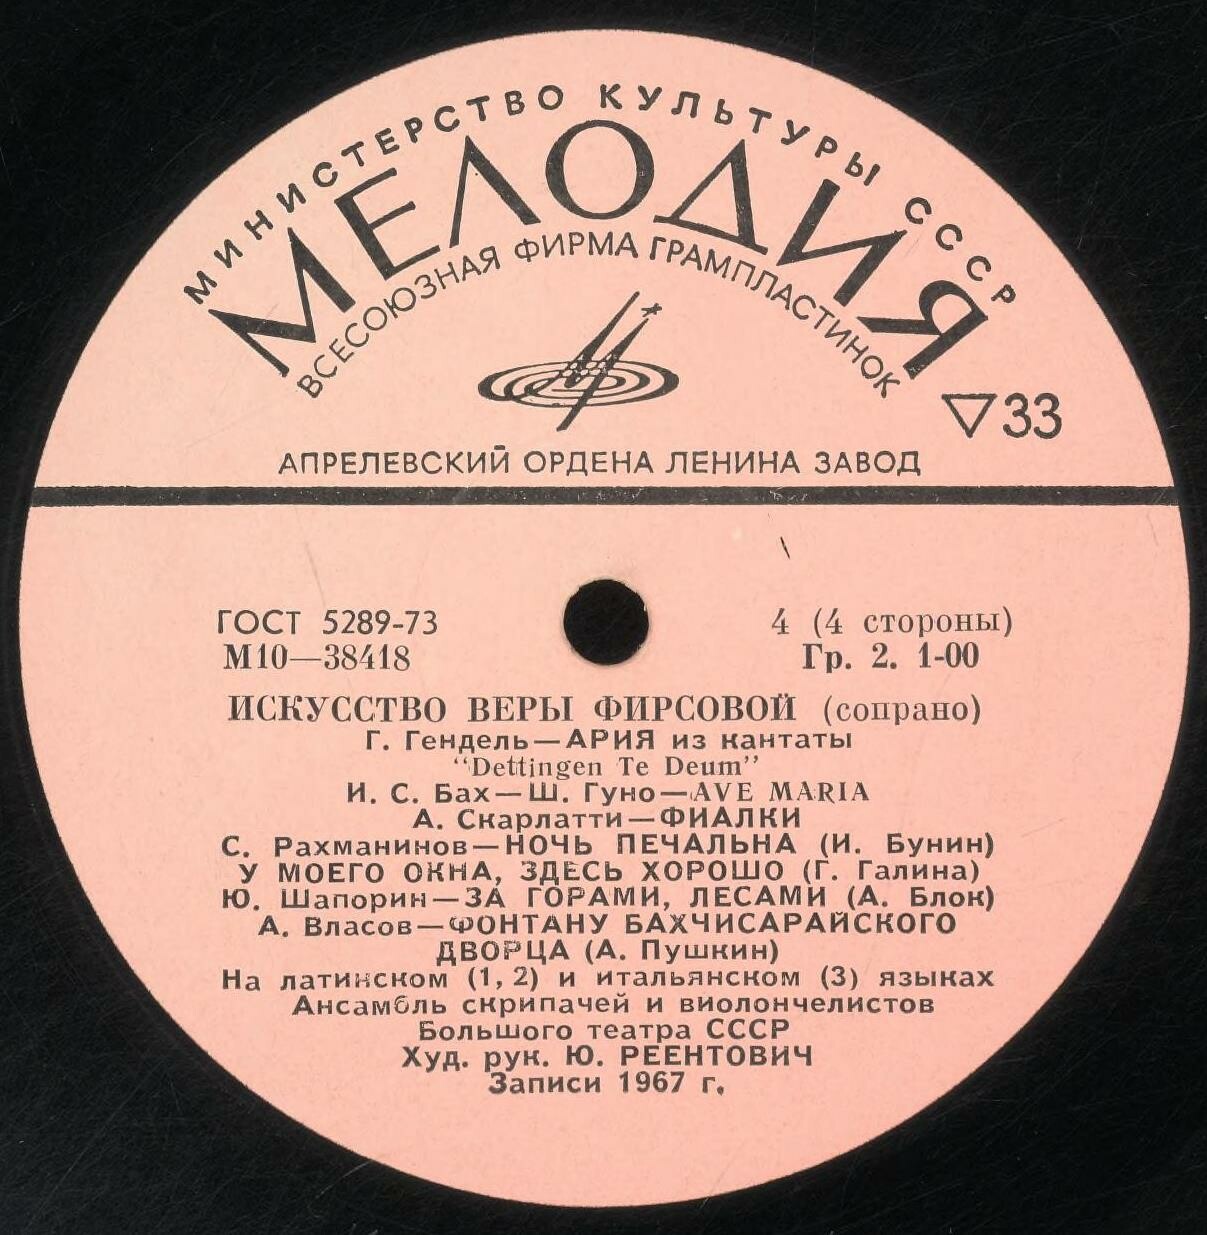 МИНИСТЕРСТВО КУЛЬТУРЫ СССР
МЕЛОДИЯ
ВСЕСОЮЗНАЯ ФИРМА ГРАМПЛАСТИНОК
▽33
АПРЕЛЕВСКИЙ ОРДЕНА ЛЕНИНА ЗАВОД
ГОСТ 5289-73 4 (4 стороны)
М10—38418 Гр. 2. 1-00
ИСКУССТВО ВЕРЫ ФИРСОВОЙ (сопрано)
Г. Гендель—АРИЯ из кантаты
"Dettingen Te Deum"
И. С. Бах—Ш. Гуно—AVE MARIA
А. Скарлатти—ФИАЛКИ
С. Рахманинов—НОЧЬ ПЕЧАЛЬНА (И. Бунин)
У МОЕГО ОКНА, ЗДЕСЬ ХОРОШО (Г. Галина)
Ю. Шапорин—ЗА ГОРАМИ, ЛЕСАМИ (А. Блок)
А. Власов—ФОНТАНУ БАХЧИСАРАЙСКОГО
ДВОРЦА (А. Пушкин)
На латинском (1, 2) и итальянском (3) языках
Ансамбль скрипачей и виолончелистов
Большого театра СССР
Худ. рук. Ю. РЕЕНТОВИЧ
Записи 1967 г.